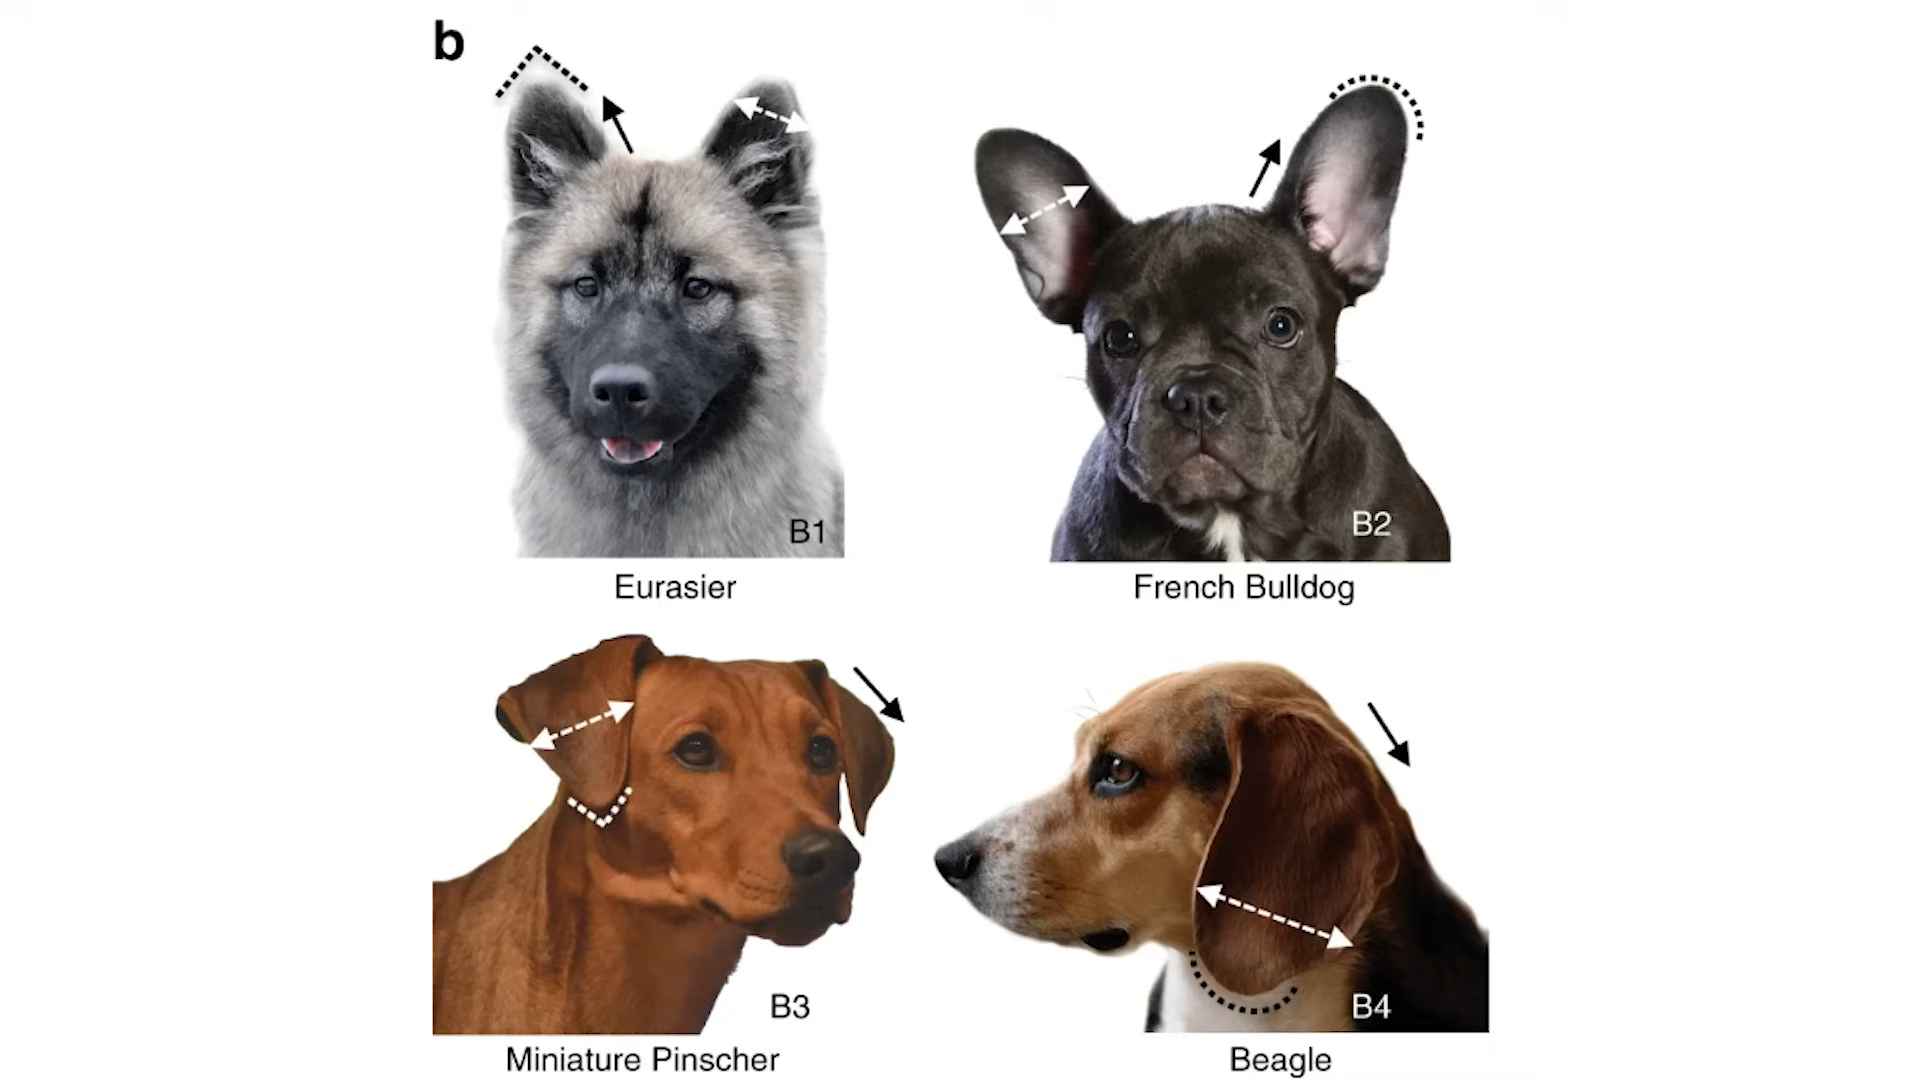 b
B1
B2
Eurasier
French Bulldog
B3
B4
Miniature Pinscher
Beagle